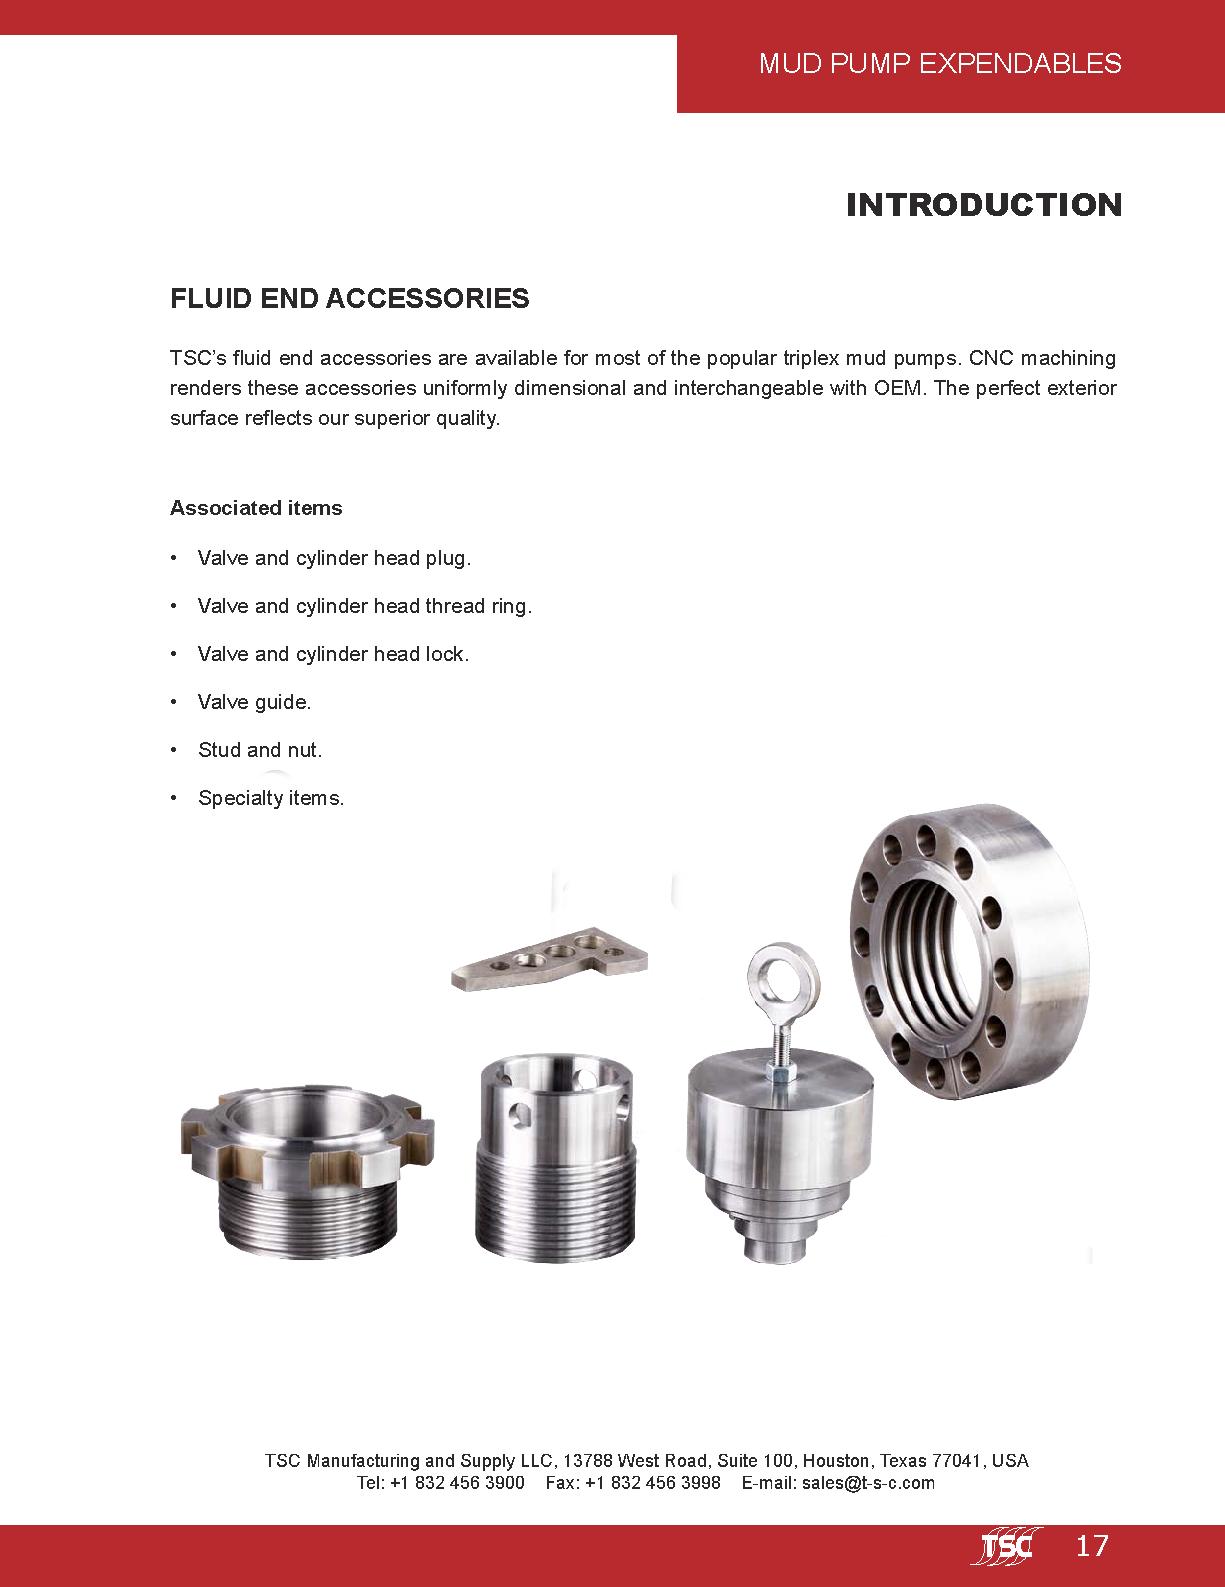 MUD PUMP EXPENDABLES
INTRODUCTION
FLUID END ACCESSORIES
TSC’s fluid end accessories are available for most of the popular triplex mud pumps. CNC machining
renders these accessories uniformly dimensional and interchangeable with OEM. The perfect exterior
surface reflects our superior quality.
Associated items
• Valve and cylinder head plug.
• Valve and cylinder head thread ring.
• Valve and cylinder head lock.
• Valve guide.
• Stud and nut.
• Specialty items.
TSC Manufacturing and Supply LLC, 13788 West Road, Suite 100, Houston, Texas 77041, USA
Tel: +1 832 456 3900 Fax: +1 832 456 3998 E-mail: sales@t-s-c.com
TSC 17